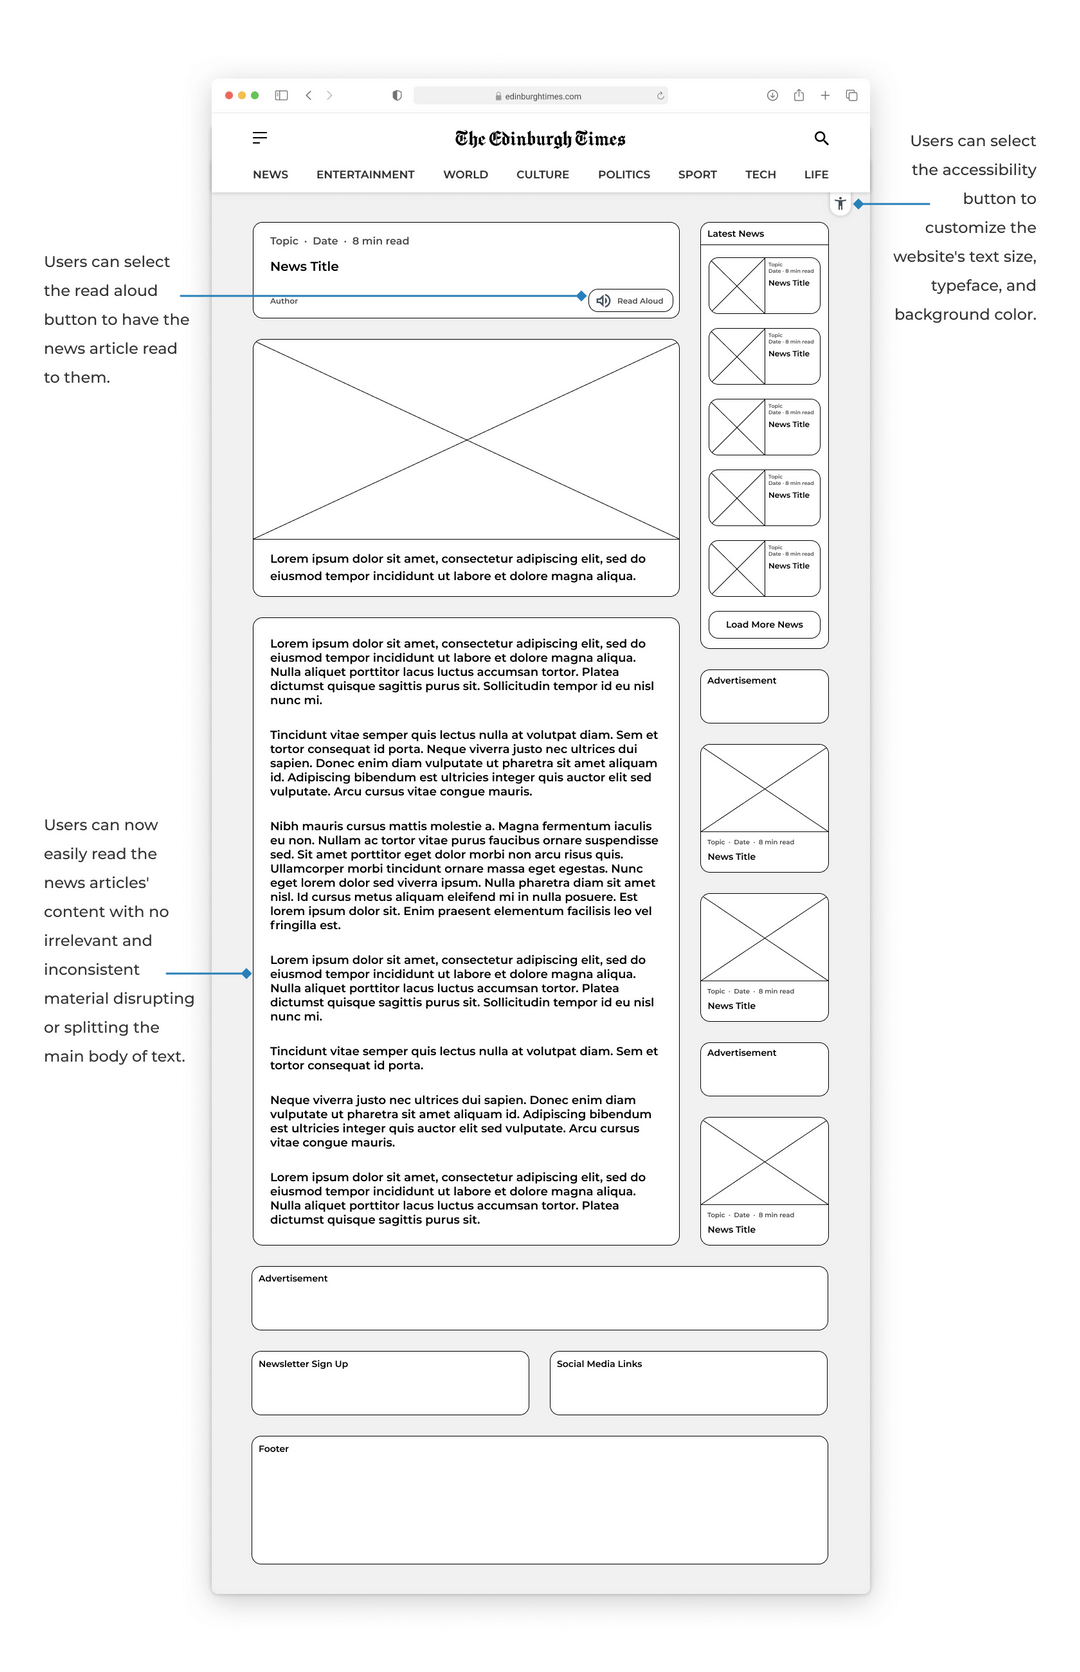 edinburghtimes.com
The Edinburgh Times
NEWS ENTERTAINMENT WORLD CULTURE POLITICS SPORT TECH LIFE
Users can select
the accessibility
button to
customize the
website's text size,
typeface, and
background color.
Users can select
the read aloud
button to have the
news article read
to them.
Topic · Date · 8 min read
News Title
Author
Read Aloud
Lorem ipsum dolor sit amet, consectetur adipiscing elit, sed do
eiusmod tempor incididunt ut labore et dolore magna aliqua.
Users can now
easily read the
news articles'
content with no
irrelevant and
inconsistent
material disrupting
or splitting the
main body of text.
Lorem ipsum dolor sit amet, consectetur adipiscing elit, sed do
eiusmod tempor incididunt ut labore et dolore magna aliqua.
Nulla aliquet porttitor lacus luctus accumsan tortor. Platea
dictumst quisque sagittis purus sit. Sollicitudin tempor id eu nisl
nunc mi.
Tincidunt vitae semper quis lectus nulla at volutpat diam. Sem et
tortor consequat id porta. Neque viverra justo nec ultrices dui
sapien. Donec enim diam vulputate ut pharetra sit amet aliquam
id. Adipiscing bibendum est ultricies integer quis auctor elit sed
vulputate. Arcu cursus vitae congue mauris.
Nibh mauris cursus mattis molestie a. Magna fermentum iaculis
eu non. Nullam ac tortor vitae purus faucibus ornare suspendisse
sed. Sit amet porttitor eget dolor morbi non arcu risus quis.
Ullamcorper morbi tincidunt ornare massa eget egestas. Nunc
eget lorem dolor sed viverra ipsum. Nulla pharetra diam sit amet
nisl. Id cursus metus aliquam eleifend mi in nulla posuere. Est
lorem ipsum dolor sit. Enim praesent elementum facilisis leo vel
fringilla est.
Lorem ipsum dolor sit amet, consectetur adipiscing elit, sed do
eiusmod tempor incididunt ut labore et dolore magna aliqua.
Nulla aliquet porttitor lacus luctus accumsan tortor. Platea
dictumst quisque sagittis purus sit. Sollicitudin tempor id eu nisl
nunc mi.
Tincidunt vitae semper quis lectus nulla at volutpat diam. Sem et
tortor consequat id porta.
Neque viverra justo nec ultrices dui sapien. Donec enim diam
vulputate ut pharetra sit amet aliquam id. Adipiscing bibendum
est ultricies integer quis auctor elit sed vulputate. Arcu cursus
vitae congue mauris.
Lorem ipsum dolor sit amet, consectetur adipiscing elit, sed do
eiusmod tempor incididunt ut labore et dolore magna aliqua.
Nulla aliquet porttitor lacus luctus accumsan tortor. Platea
dictumst quisque sagittis purus sit.
Latest News
Topic
Date · 8 min read
News Title
Topic
Date · 8 min read
News Title
Topic
Date · 8 min read
News Title
Topic
Date · 8 min read
News Title
Topic
Date · 8 min read
News Title
Load More News
Advertisement
Topic · Date · 8 min read
News Title
Topic · Date · 8 min read
News Title
Advertisement
Topic · Date · 8 min read
News Title
Advertisement
Newsletter Sign Up
Social Media Links
Footer